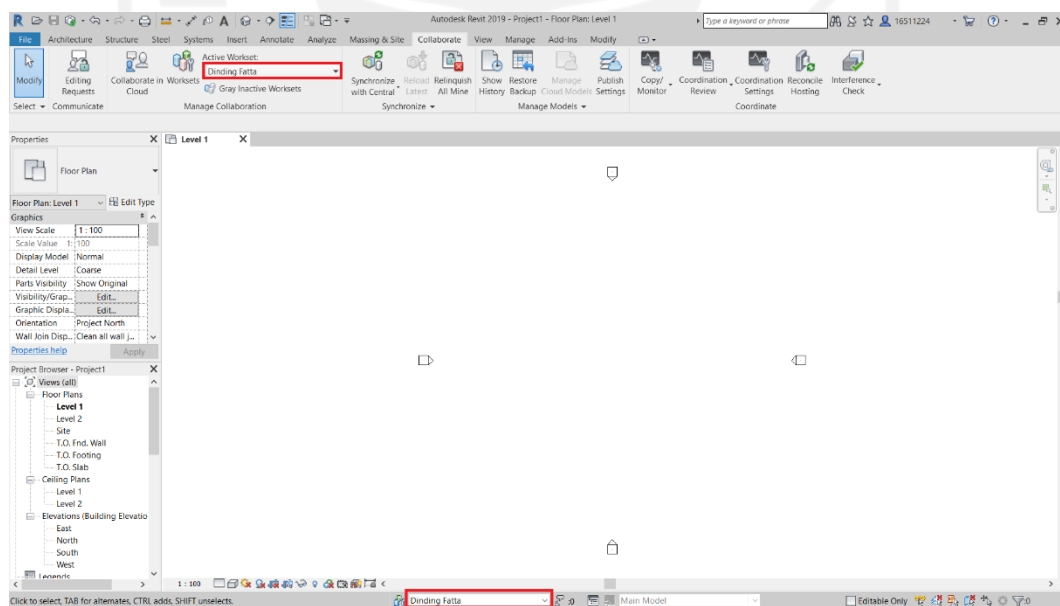 Autodesk Revit 2019 - Project1 - Floor Plan: Level 1
Type a keyword or phrase
16511224
File Architecture Structure Steel Systems Insert Annotate Analyze Massing & Site Collaborate View Manage Add-Ins Modify
Modify
Editing Requests
Collaborate in Cloud
Worksets
Active Workset:
Dinding Fatta
Gray Inactive Worksets
Synchronize with Central
Reload Latest
Relinquish All Mine
Show History
Restore Backup
Manage Cloud Models
Publish Settings
Copy/ Monitor
Coordination Review
Coordination Settings
Reconcile Hosting
Interference Check
Select Communicate Manage Collaboration Synchronize Manage Models Coordinate
Properties
Level 1
Floor Plan
Floor Plan: Level 1 Edit Type
Graphics
View Scale 1 : 100
Scale Value 1: 100
Display Model Normal
Detail Level Coarse
Parts Visibility Show Original
Visibility/Grap... Edit...
Graphic Displa... Edit...
Orientation Project North
Wall Join Disp... Clean all wall j...
Properties help Apply
Project Browser - Project1
Views (all)
Floor Plans
Level 1
Level 2
Site
T.O. Fnd. Wall
T.O. Footing
T.O. Slab
Ceiling Plans
Level 1
Level 2
Elevations (Building Elevatio
East
North
South
West
Legends
1 : 100
Click to select, TAB for alternates, CTRL adds, SHIFT unselects.
Dinding Fatta
:0
Main Model
Editable Only
:0